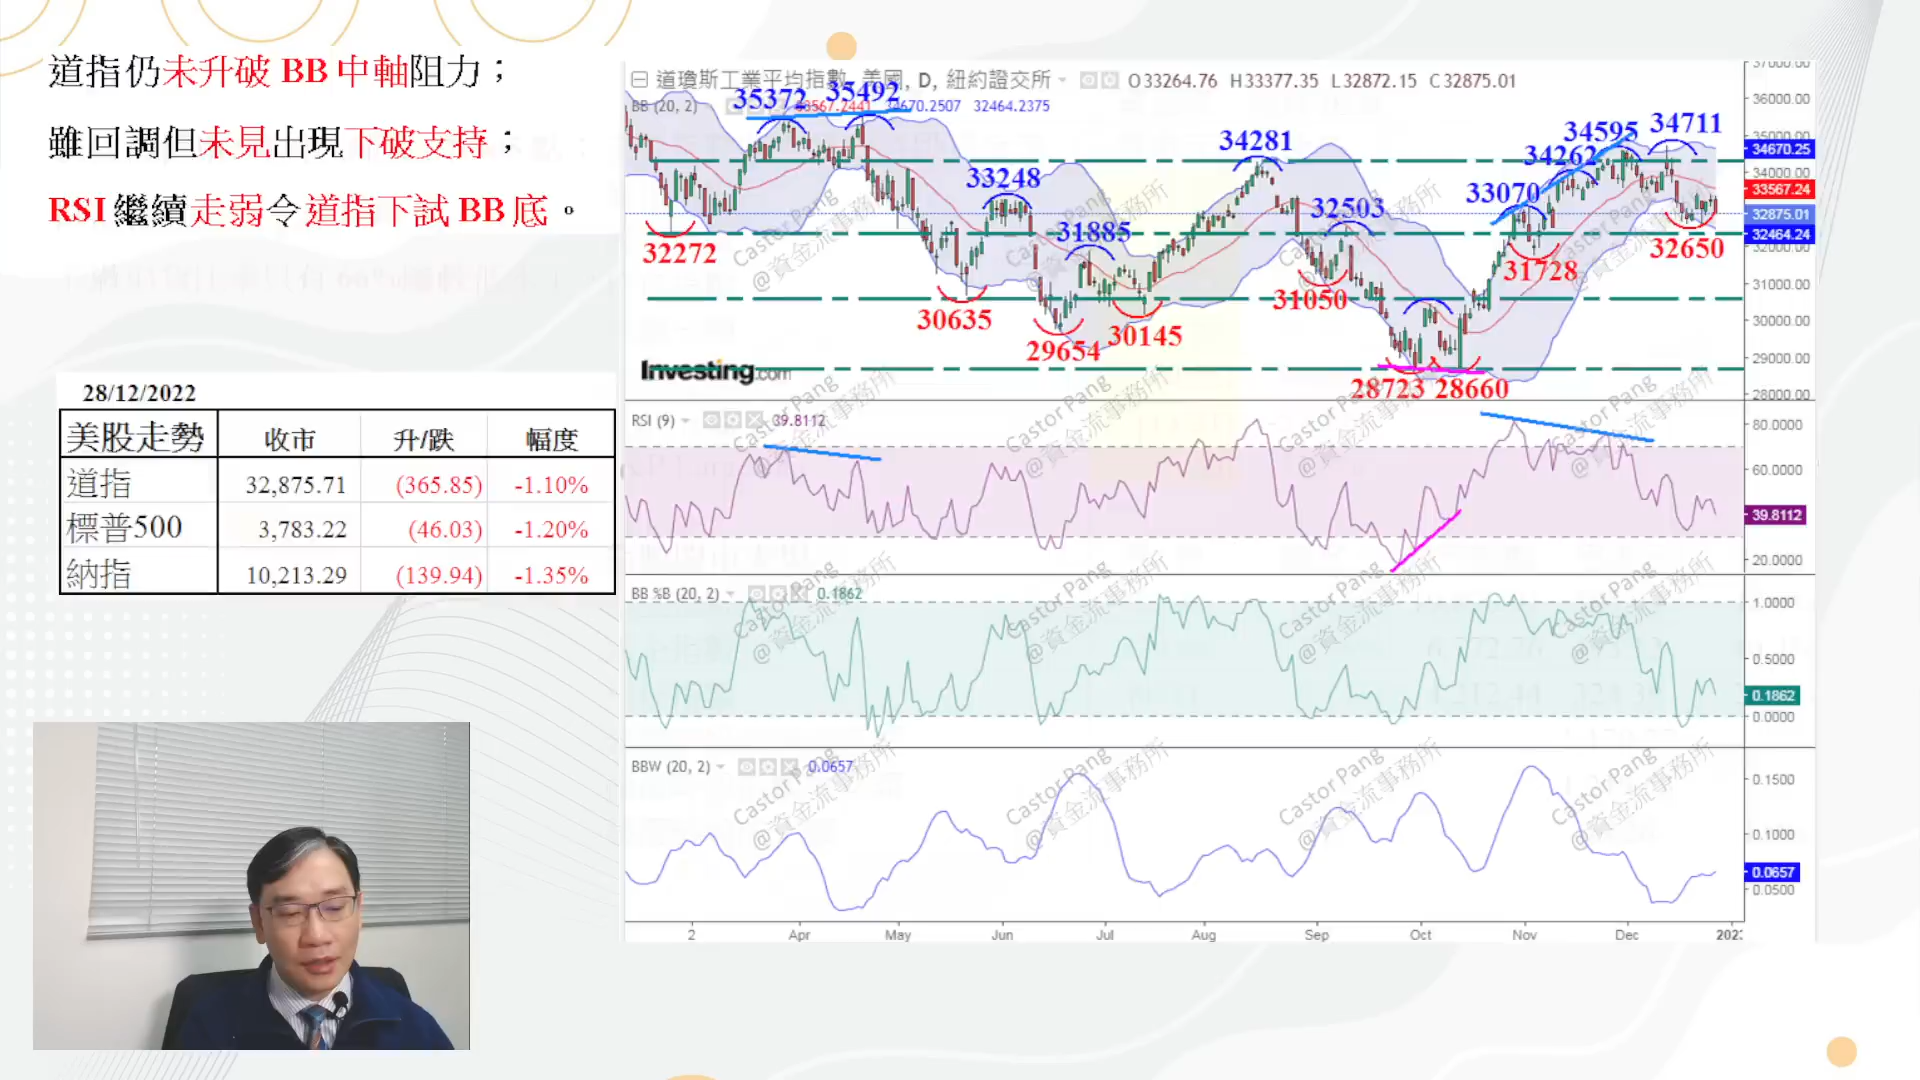 道指仍未升破 BB 中軸阻力；
雖回調但未見出現下破支持；
RSI 繼續走弱令道指下試 BB 底。
28/12/2022
美股走勢 收市 升/跌 幅度
道指 32,875.71 (365.85) -1.10%
標普500 3,783.22 (46.03) -1.20%
納指 10,213.29 (139.94) -1.35%
道瓊斯工業平均指數, 美國, D, 紐約證交所 O33264.76 H33377.35 L32872.15 C32875.01
BB (20, 2) 33567.2441 34670.2507 32464.2375
35372 35492
34281
33248
31885
32503
33070
34262
34595
34711
32272
30635
29654
30145
31050
28723 28660
31728
32650
Investing.com
37000.00
36000.00
35000.00
34670.25
34000.00
33567.24
32875.01
32464.24
32000.00
31000.00
30000.00
29000.00
28000.00
RSI (9) 39.8112
80.0000
60.0000
39.8112
20.0000
BB %B (20, 2) 0.1862
1.0000
0.5000
0.1862
0.0000
BBW (20, 2) 0.0657
0.1500
0.1000
0.0657
0.0500
2 Apr May Jun Jul Aug Sep Oct Nov Dec 202
Castor Pang
@資金流事務所